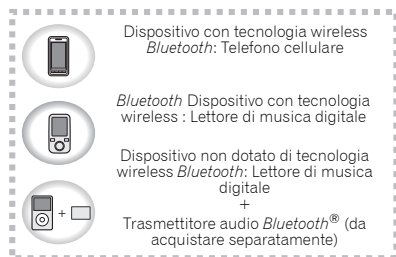 Dispositivo con tecnologia wireless
Bluetooth: Telefono cellulare
Bluetooth Dispositivo con tecnologia
wireless : Lettore di musica digitale
Dispositivo non dotato di tecnologia
wireless Bluetooth: Lettore di musica
digitale
+
+
Trasmettitore audio Bluetooth® (da
acquistare separatamente)